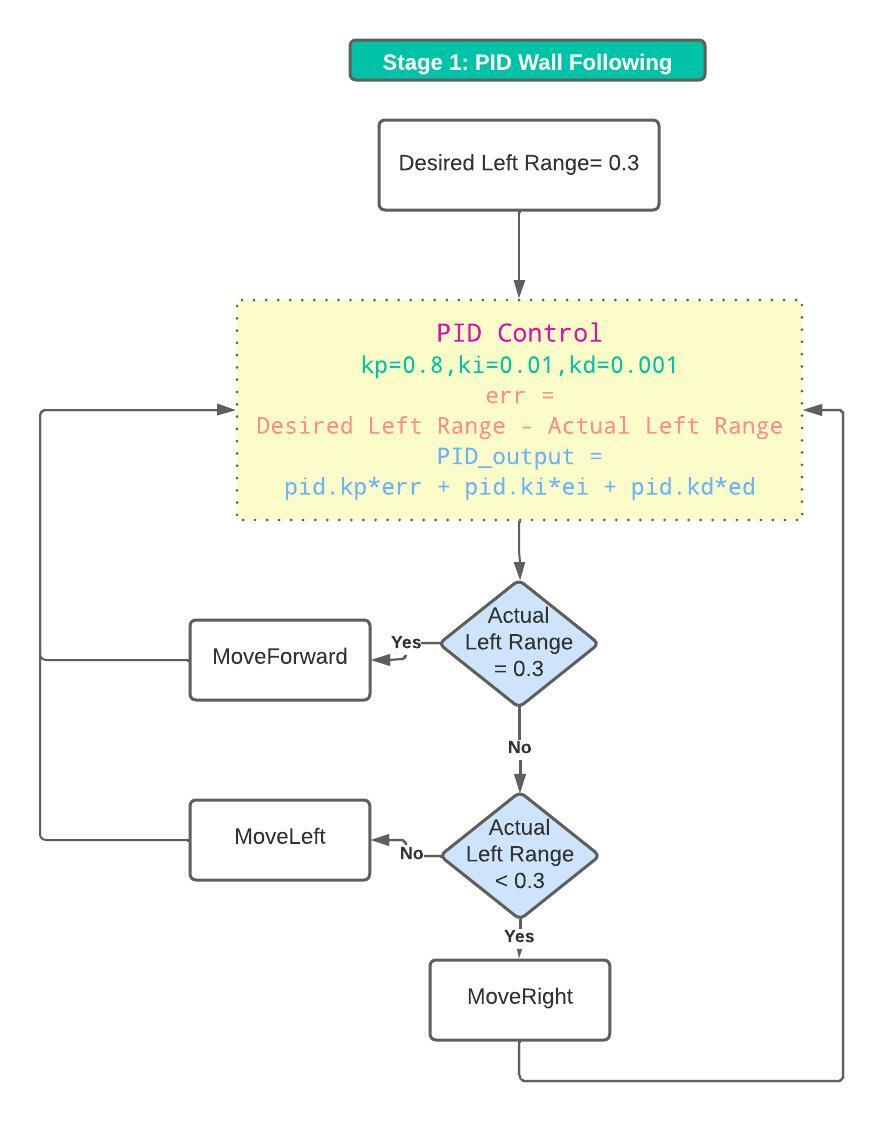 Stage 1: PID Wall Following
Desired Left Range= 0.3
PID Control
kp=0.8,ki=0.01,kd=0.001
err =
Desired Left Range - Actual Left Range
PID_output =
pid.kp*err + pid.ki*ei + pid.kd*ed
Actual
Left Range
= 0.3
Yes
MoveForward
No
Actual
Left Range
< 0.3
No
MoveLeft
Yes
MoveRight